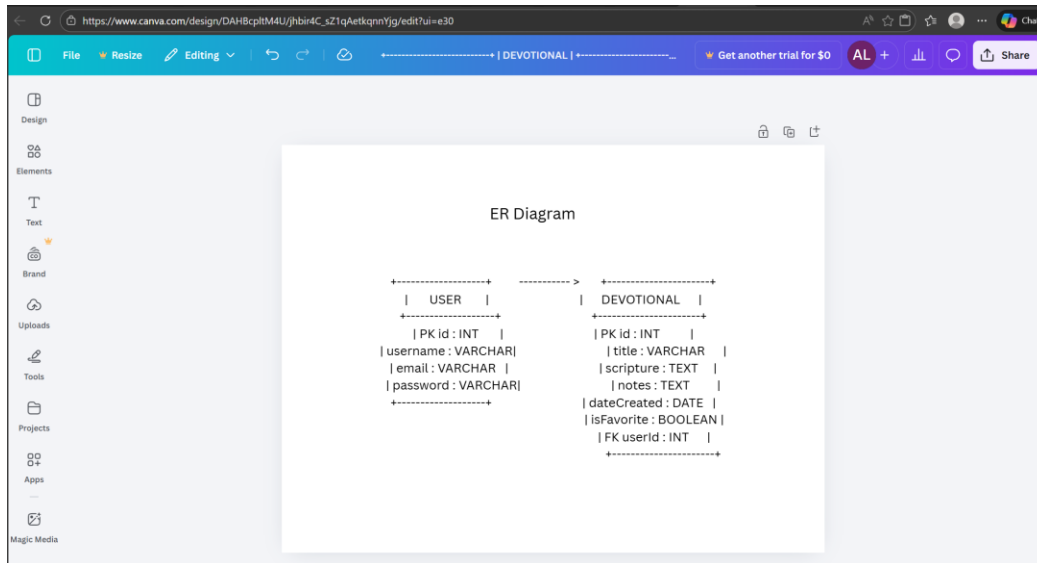 https://www.canva.com/design/DAHBcpltM4U/jhbir4C_sZ1qAetkqnnYjg/edit?ui=e30
Cha
File Resize Editing +--------------------------+ | DEVOTIONAL | +----------------------... Get another trial for $0 AL + Share
Design
Elements
Text
Brand
Uploads
Tools
Projects
Apps
Magic Media
ER Diagram
+-------------------+ ----------- > +----------------------+
| USER | | DEVOTIONAL |
+-------------------+ +----------------------+
| PK id : INT | | PK id : INT |
| username : VARCHAR| | title : VARCHAR |
| email : VARCHAR | | scripture : TEXT |
| password : VARCHAR| | notes : TEXT |
+-------------------+ | dateCreated : DATE |
| isFavorite : BOOLEAN |
| FK userId : INT |
+----------------------+